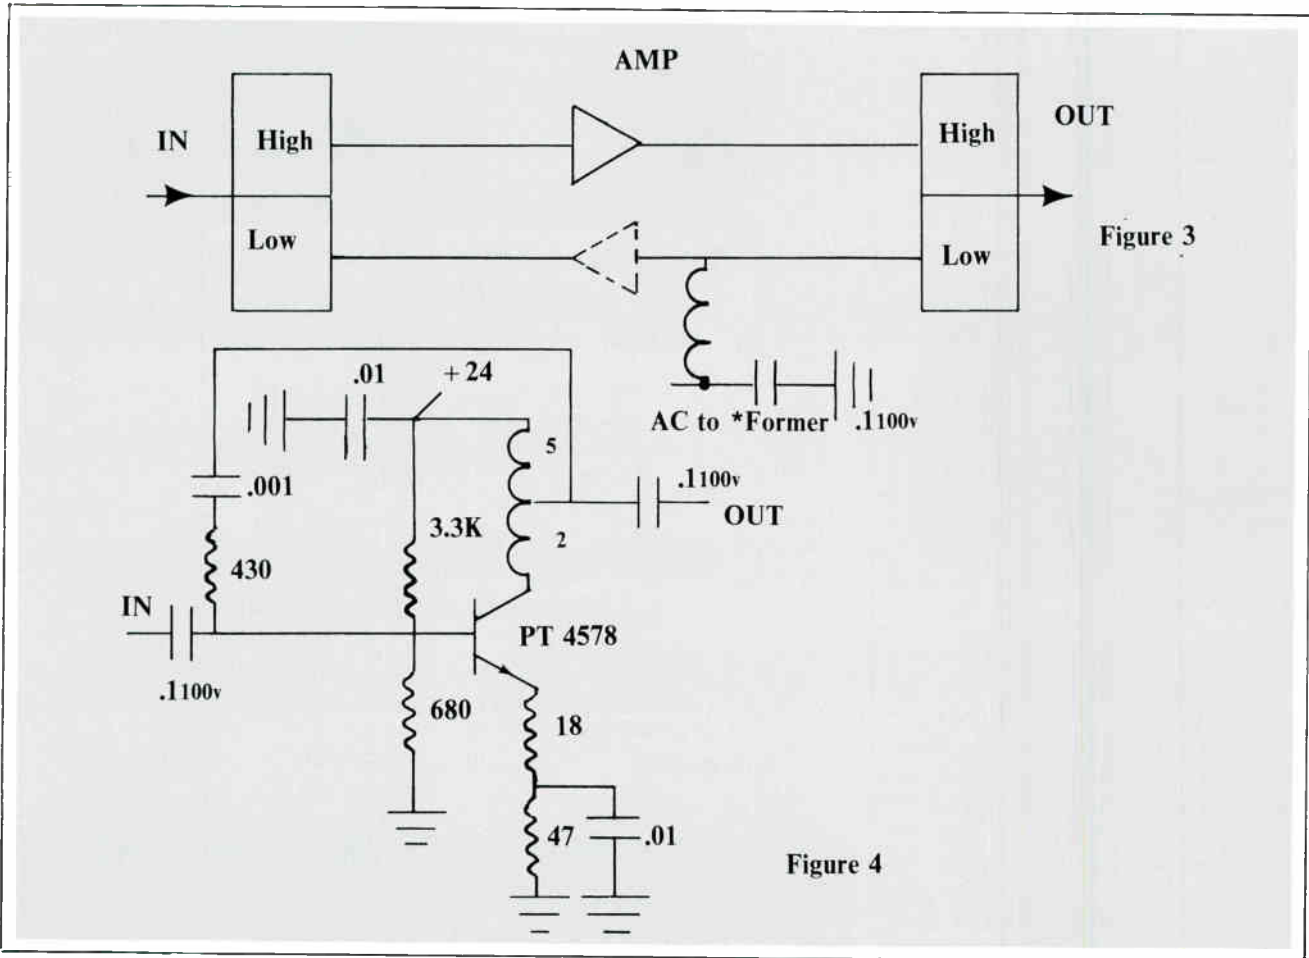 AMP
IN
High
High
OUT
Low
Low
Figure 3
.01
+24
AC to *Former
.1100v
5
.001
.1100v
OUT
3.3K
2
430
IN
PT 4578
.1100v
680
18
47
.01
Figure 4